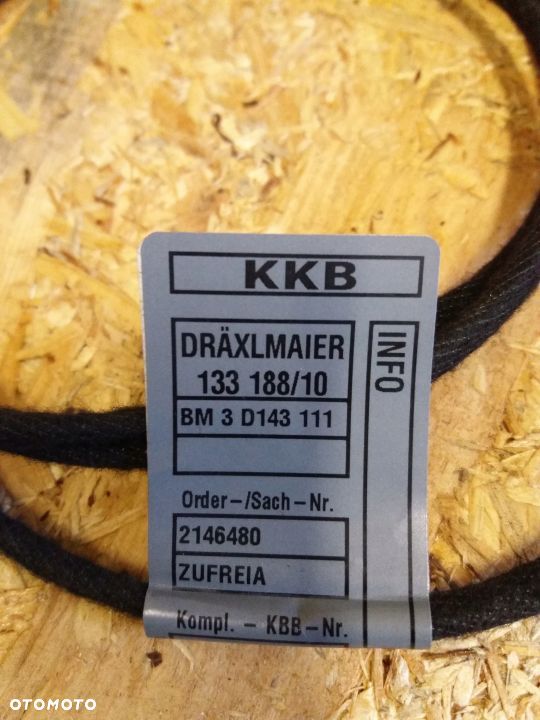 KKB
DRÄXLMAIER
133 188/10
BM 3 D143 111
INFO
Order-/Sach-Nr.
2146480
ZUFREIA
Kompl. - KBB-Nr.
OTOMOTO